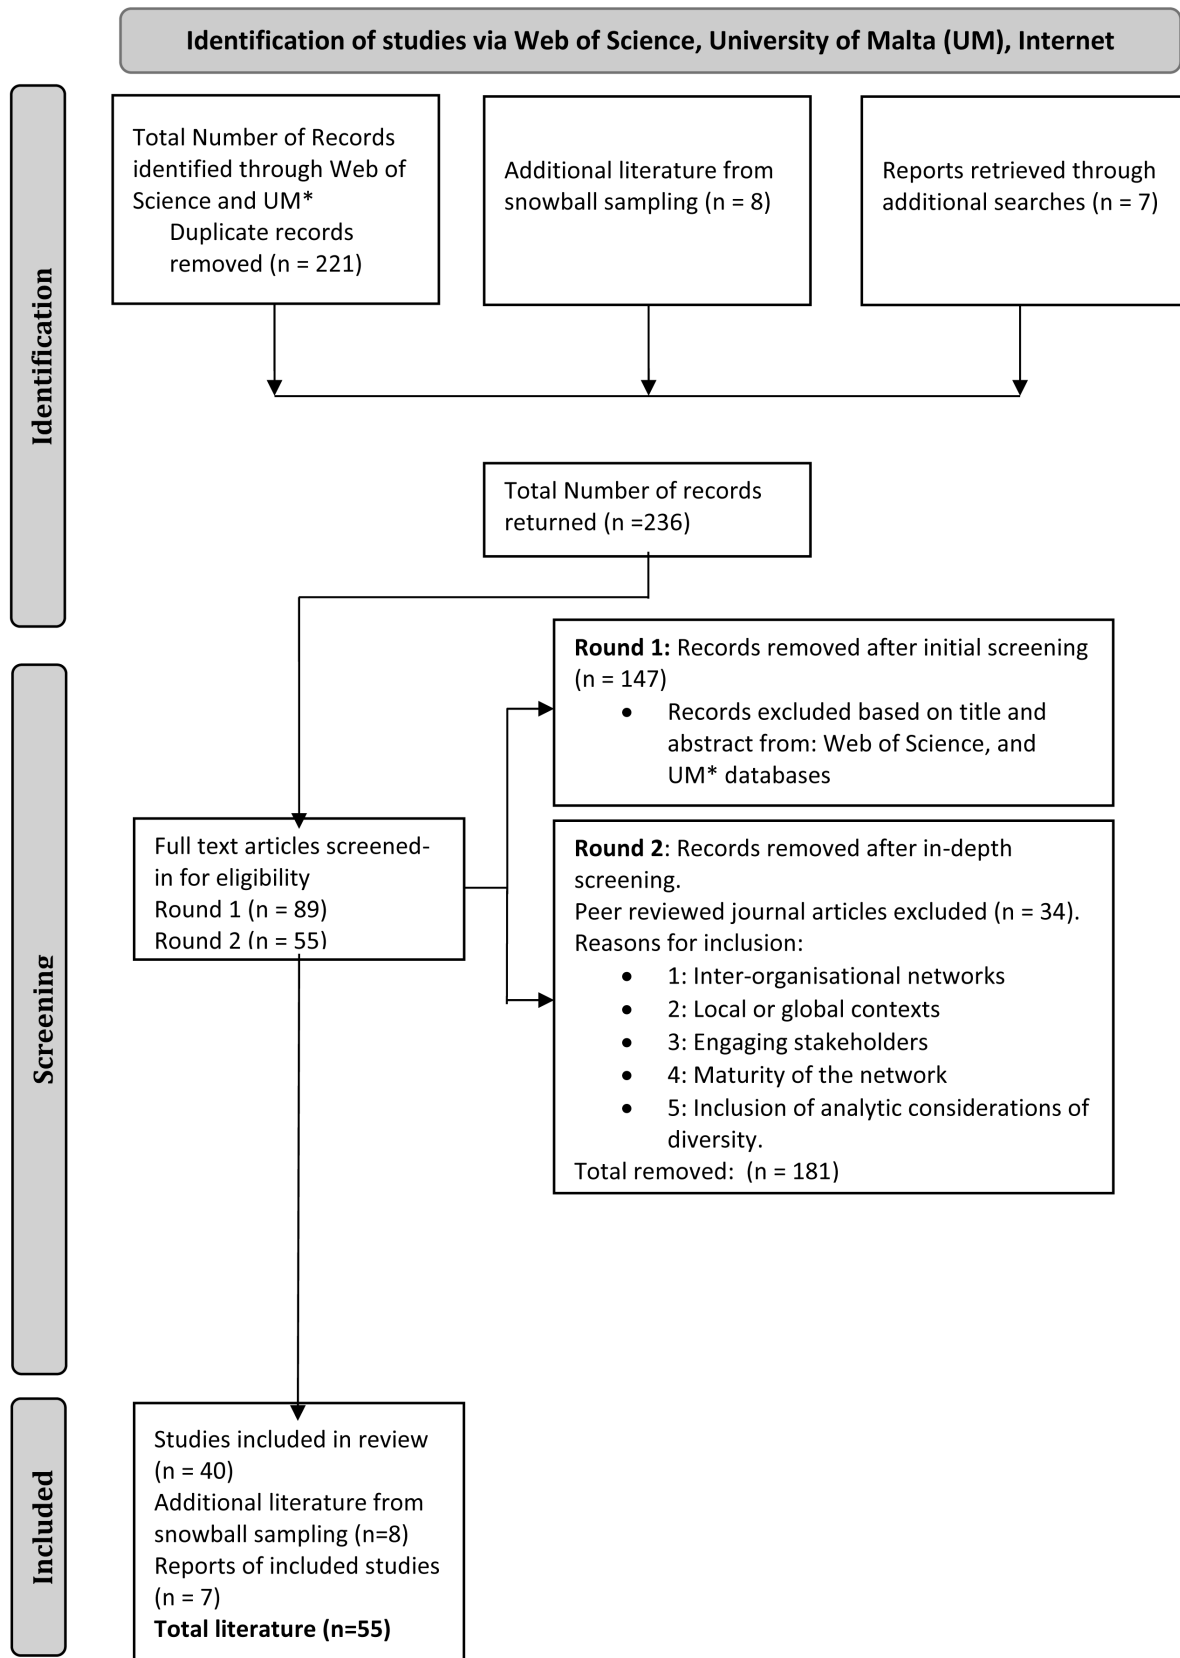 Identification of studies via Web of Science, University of Malta (UM), Internet
Identification
Total Number of Records
identified through Web of
Science and UM*
Duplicate records
removed (n = 221)
Additional literature from
snowball sampling (n = 8)
Reports retrieved through
additional searches (n = 7)
Total Number of records
returned (n =236)
Screening
Full text articles screened-
in for eligibility
Round 1 (n = 89)
Round 2 (n = 55)
Round 1: Records removed after initial screening
(n = 147)
• Records excluded based on title and
abstract from: Web of Science, and
UM* databases
Round 2: Records removed after in-depth
screening.
Peer reviewed journal articles excluded (n = 34).
Reasons for inclusion:
• 1: Inter-organisational networks
• 2: Local or global contexts
• 3: Engaging stakeholders
• 4: Maturity of the network
• 5: Inclusion of analytic considerations of
diversity.
Total removed: (n = 181)
Included
Studies included in review
(n = 40)
Additional literature from
snowball sampling (n=8)
Reports of included studies
(n = 7)
Total literature (n=55)